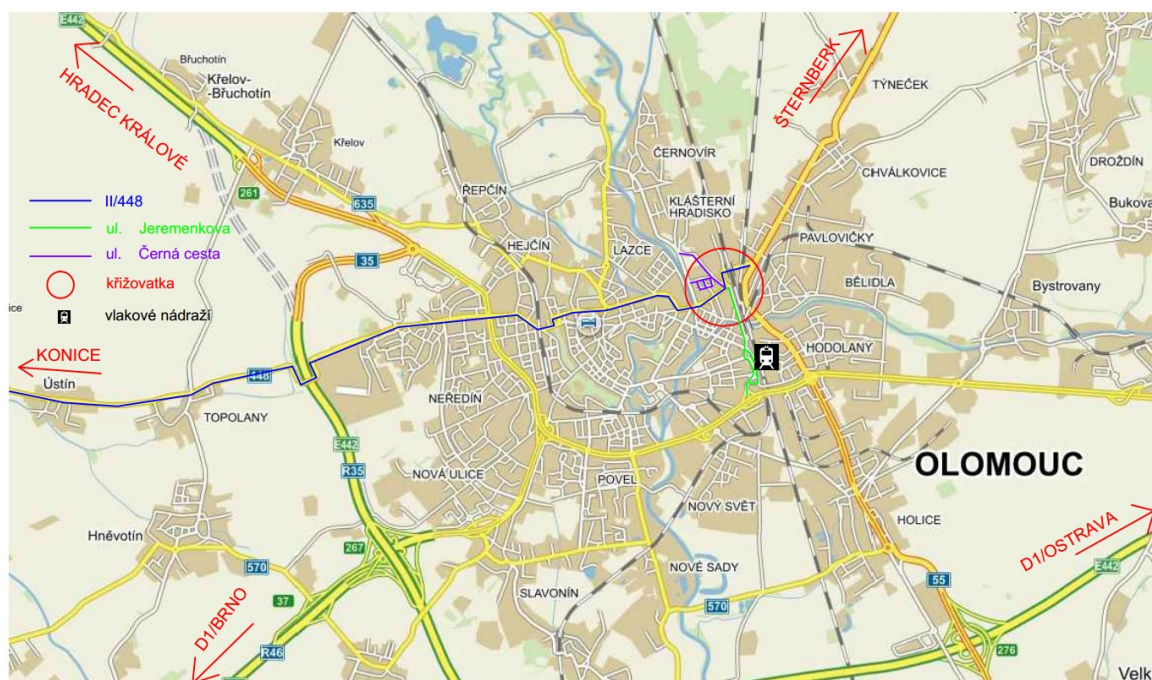 E442
Břuchotín
HRADEC KRÁLOVÉ
Křelov-
-Břuchotín
Křelov
261
635
35
II/448
ul. Jeremenkova
ul. Černá cesta
křižovatka
vlakové nádraží
ŠTERNBERK
TÝNEČEK
ČERNOVÍR
CHVÁLKOVICE
DROŽDÍN
Bukova
ŘEPČÍN
KLÁŠTERNÍ
HRADISKO
HEJČÍN
LAZCE
PAVLOVIČKY
BĚLIDLA
Bystrovany
ice
KONICE
Ústín
448
TOPOLANY
HODOLANY
NEŘEDÍN
E442
R35
NOVÁ ULICE
POVEL
OLOMOUC
NOVÝ SVĚT
HOLICE
Hněvotín
267
570
37
D1/BRNO
R46
SLAVONÍN
NOVÉ SADY
570
55
D1/OSTRAVA
E442
276
Velk